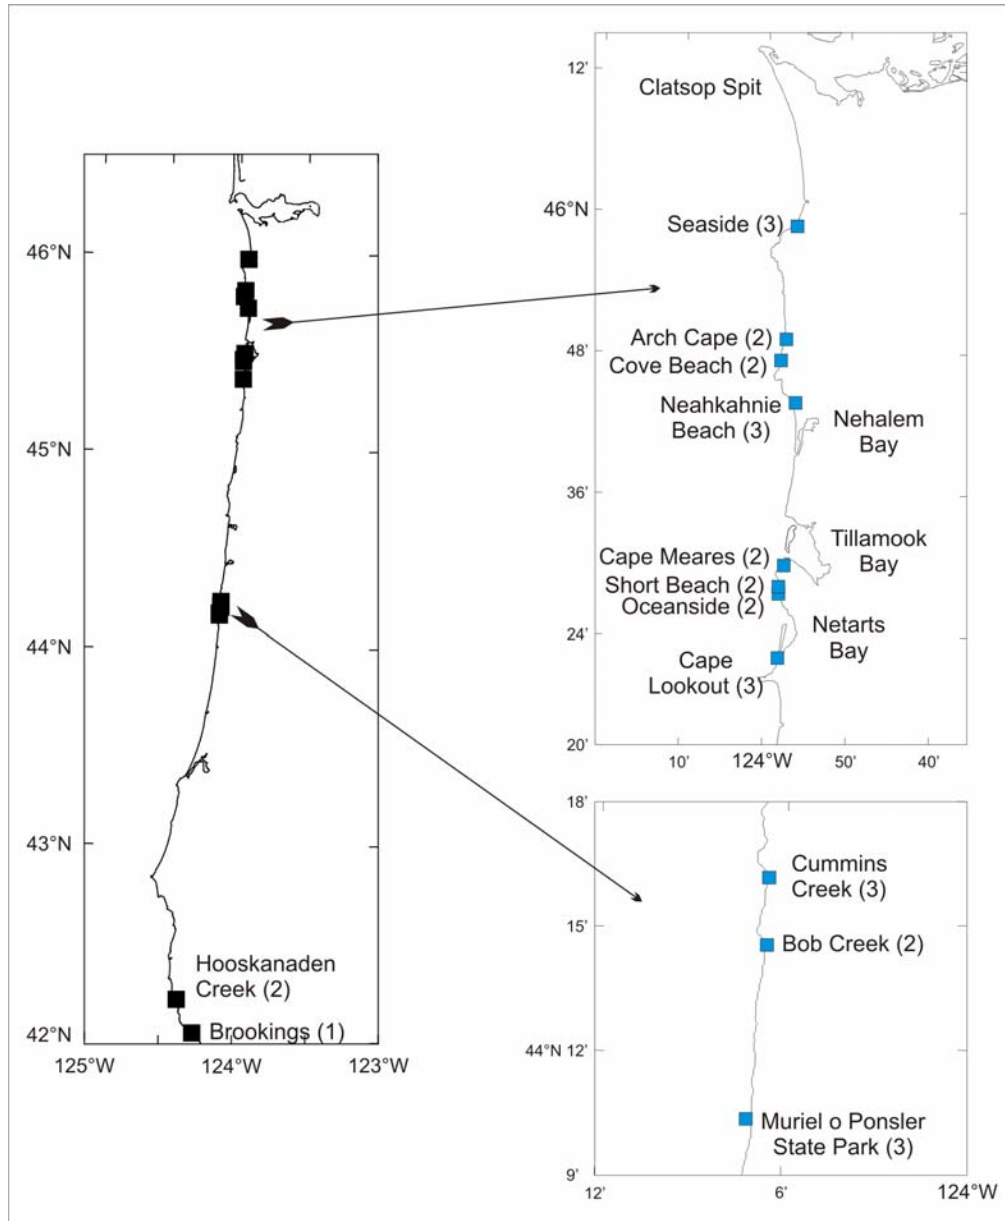 46°N
45°N
44°N
43°N
42°N
125°W
124°W
123°W
Hooskanaden
Creek (2)
Brookings (1)
12'
46°N
48'
36'
24'
20'
10'
124°W
50'
40'
Clatsop Spit
Seaside (3)
Arch Cape (2)
Cove Beach (2)
Neahkahnie
Beach (3)
Nehalem
Bay
Tillamook
Bay
Cape Meares (2)
Short Beach (2)
Oceanside (2)
Netarts
Bay
Cape
Lookout (3)
18'
15'
44°N 12'
9'
12'
6'
124°W
Cummins
Creek (3)
Bob Creek (2)
Muriel o Ponsler
State Park (3)